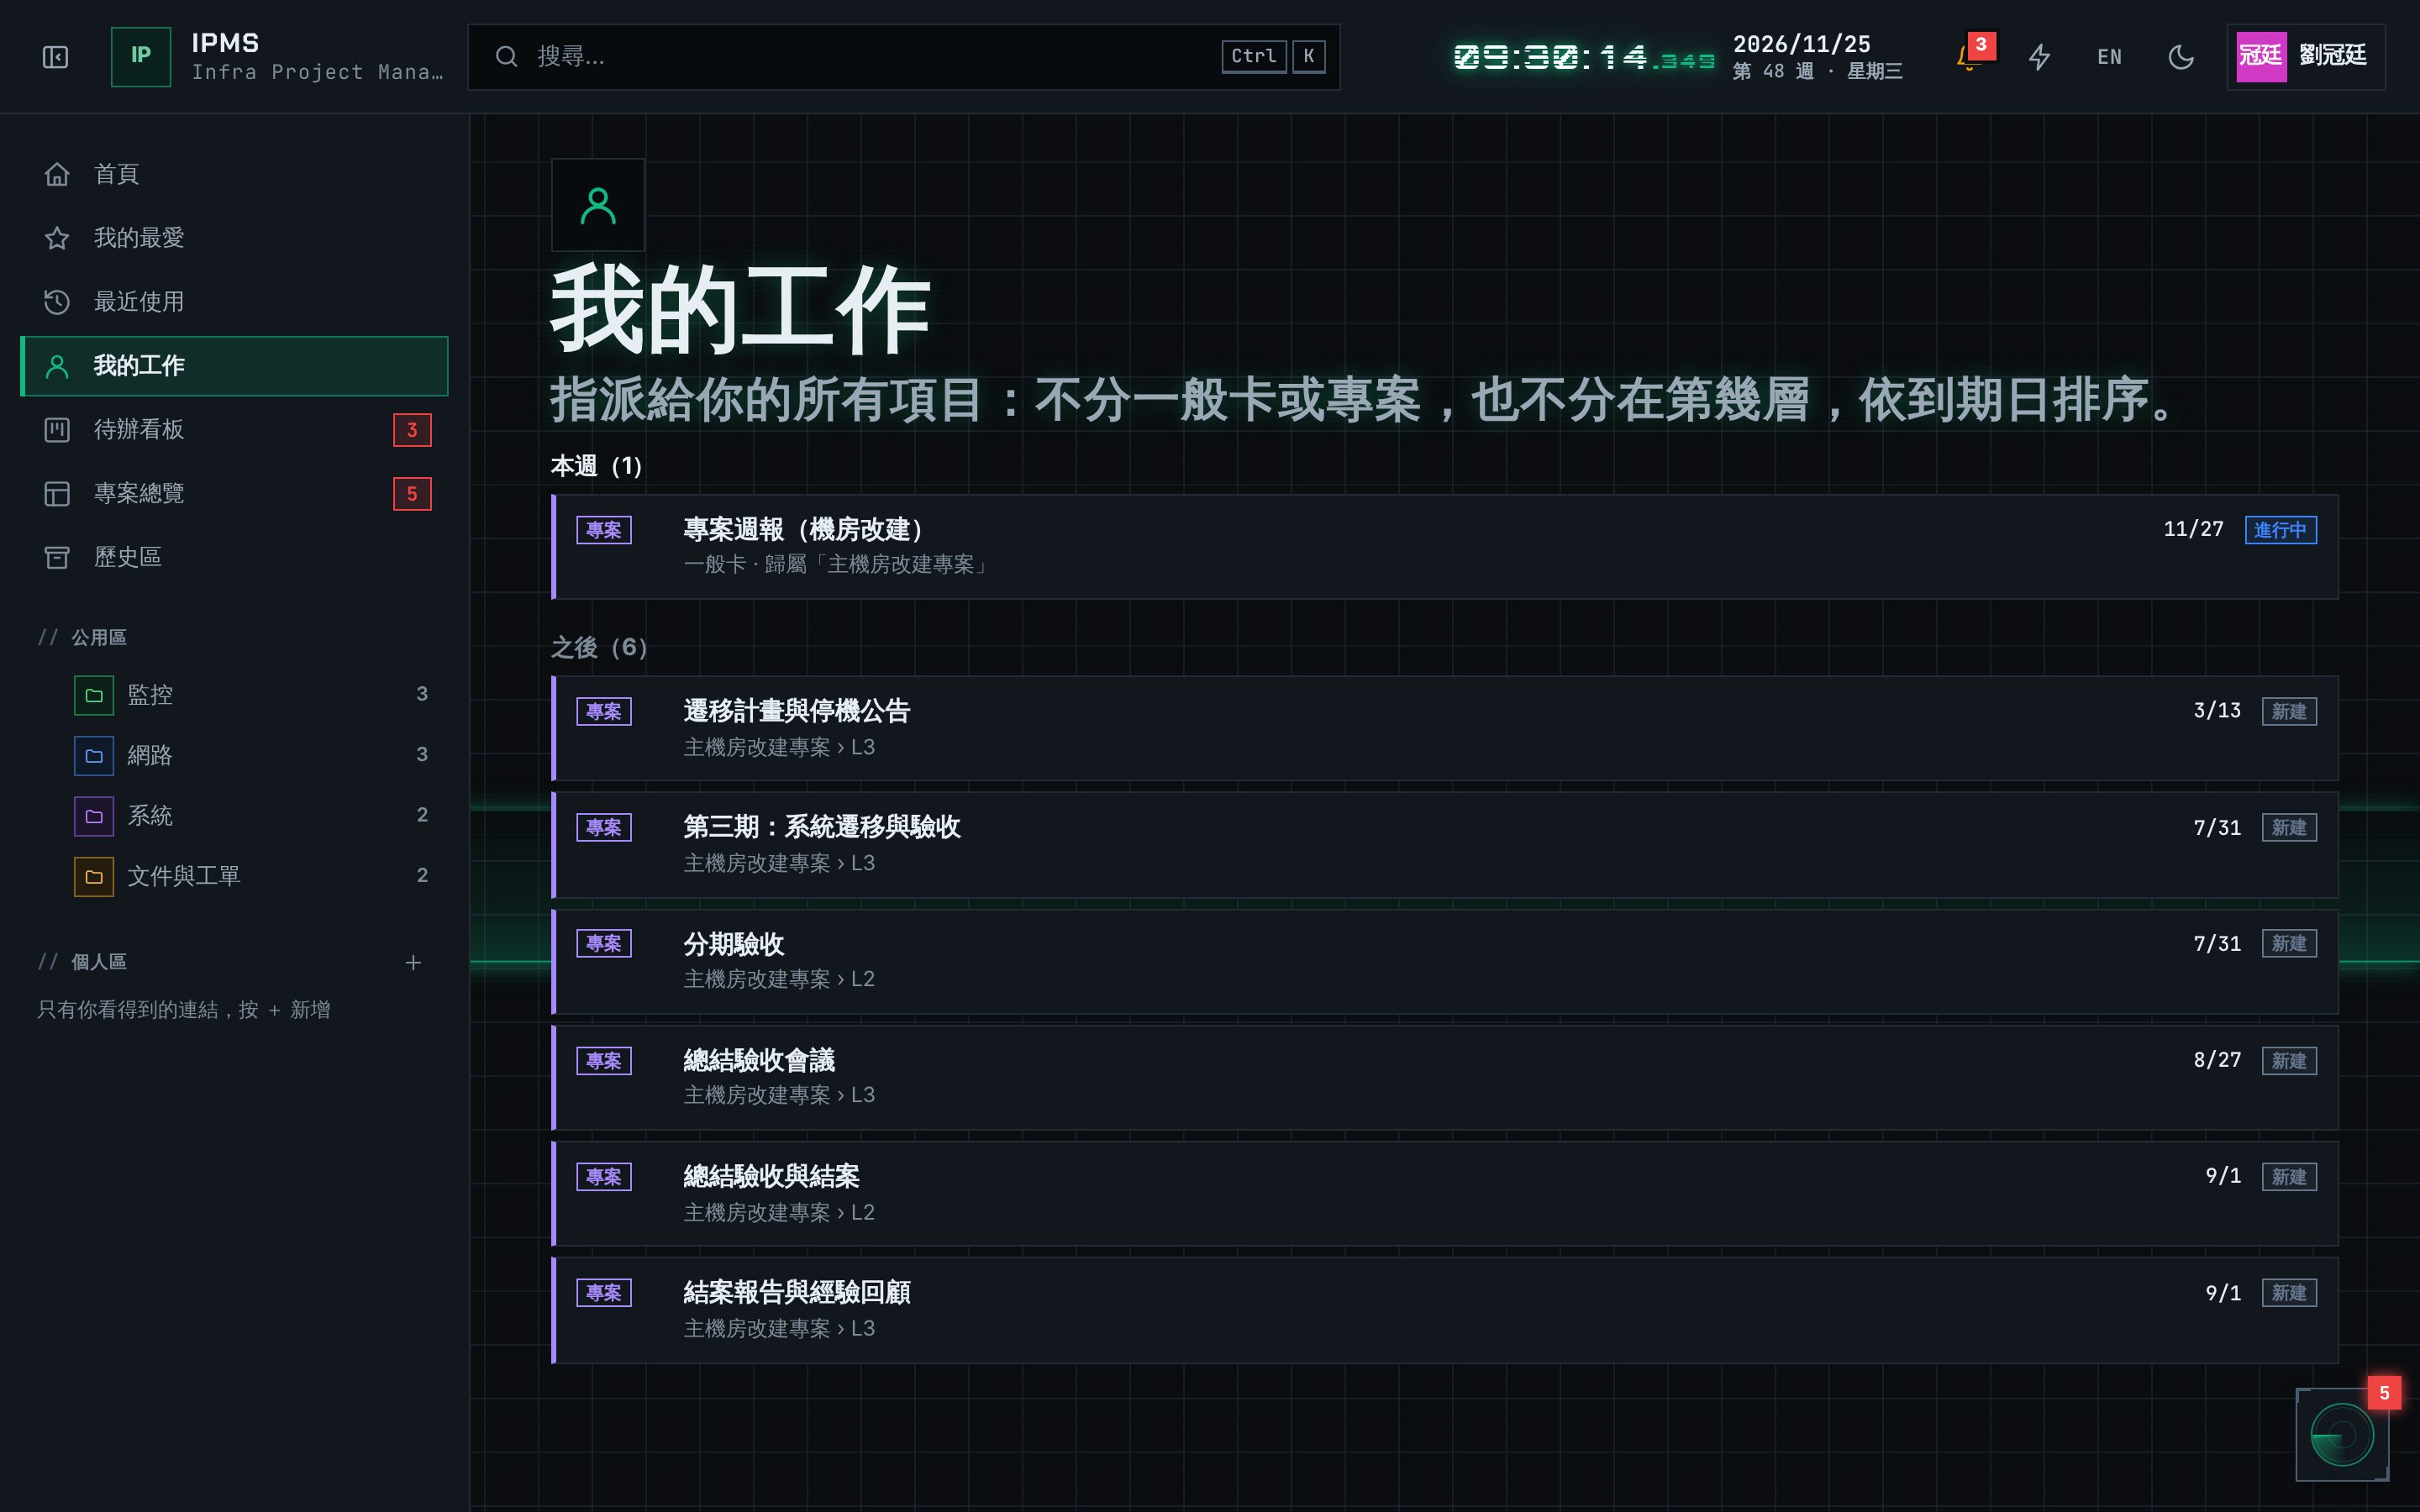 IP
IPMS
Infra Project Mana…
搜尋...
Ctrl K
09:30:14.349
2026/11/25
第 48 週 · 星期三
3
EN
冠廷
劉冠廷
首頁
我的最愛
最近使用
我的工作
待辦看板 3
專案總覽 5
歷史區
// 公用區
監控 3
網路 3
系統 2
文件與工單 2
// 個人區 +
只有你看得到的連結，按 + 新增
我的工作
指派給你的所有項目：不分一般卡或專案，也不分在第幾層，依到期日排序。
本週（1）
專案 專案週報（機房改建） 11/27 進行中
一般卡 · 歸屬「主機房改建專案」
之後（6）
專案 遷移計畫與停機公告 3/13 新建
主機房改建專案 › L3
專案 第三期：系統遷移與驗收 7/31 新建
主機房改建專案 › L3
專案 分期驗收 7/31 新建
主機房改建專案 › L2
專案 總結驗收會議 8/27 新建
主機房改建專案 › L3
專案 總結驗收與結案 9/1 新建
主機房改建專案 › L2
專案 結案報告與經驗回顧 9/1 新建
主機房改建專案 › L3
5